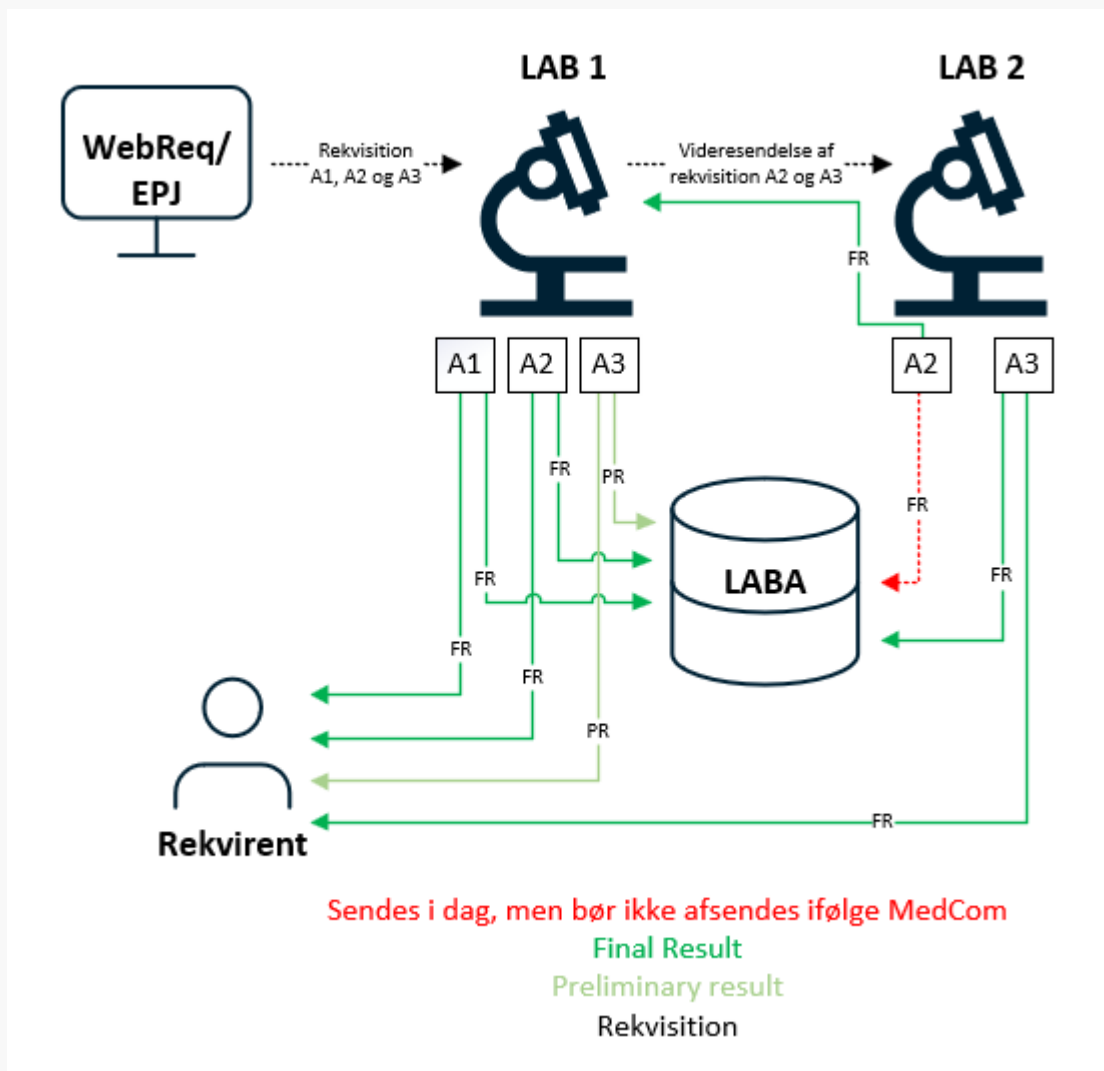 LAB 1
LAB 2
WebReq/
EPJ
Rekvisition
A1, A2 og A3
Videresendelse af
rekvisition A2 og A3
FR
A1
A2
A3
A2
A3
FR
PR
FR
FR
FR
LABA
FR
FR
PR
FR
Rekvirent
Sendes i dag, men bør ikke afsendes ifølge MedCom
Final Result
Preliminary result
Rekvisition